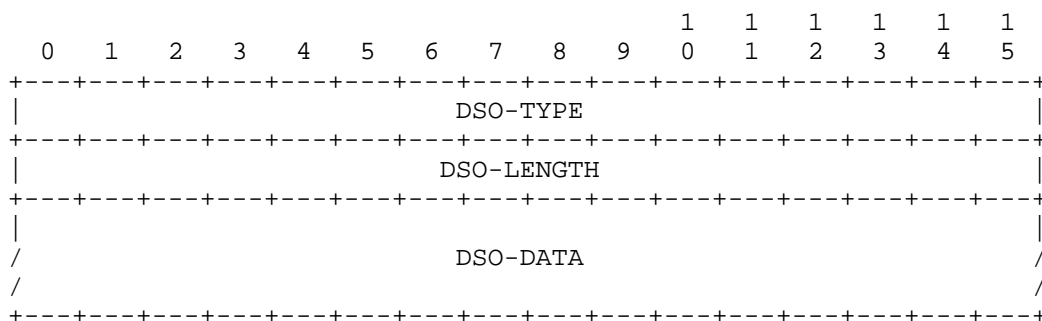 1   1   1   1   1   1
     0   1   2   3   4   5   6   7   8   9   0   1   2   3   4   5
   +---+---+---+---+---+---+---+---+---+---+---+---+---+---+---+---+
   |                           DSO-TYPE                            |
   +---+---+---+---+---+---+---+---+---+---+---+---+---+---+---+---+
   |                          DSO-LENGTH                           |
   +---+---+---+---+---+---+---+---+---+---+---+---+---+---+---+---+
   |                                                               |
   /                           DSO-DATA                            /
   /                                                               /
   +---+---+---+---+---+---+---+---+---+---+---+---+---+---+---+---+